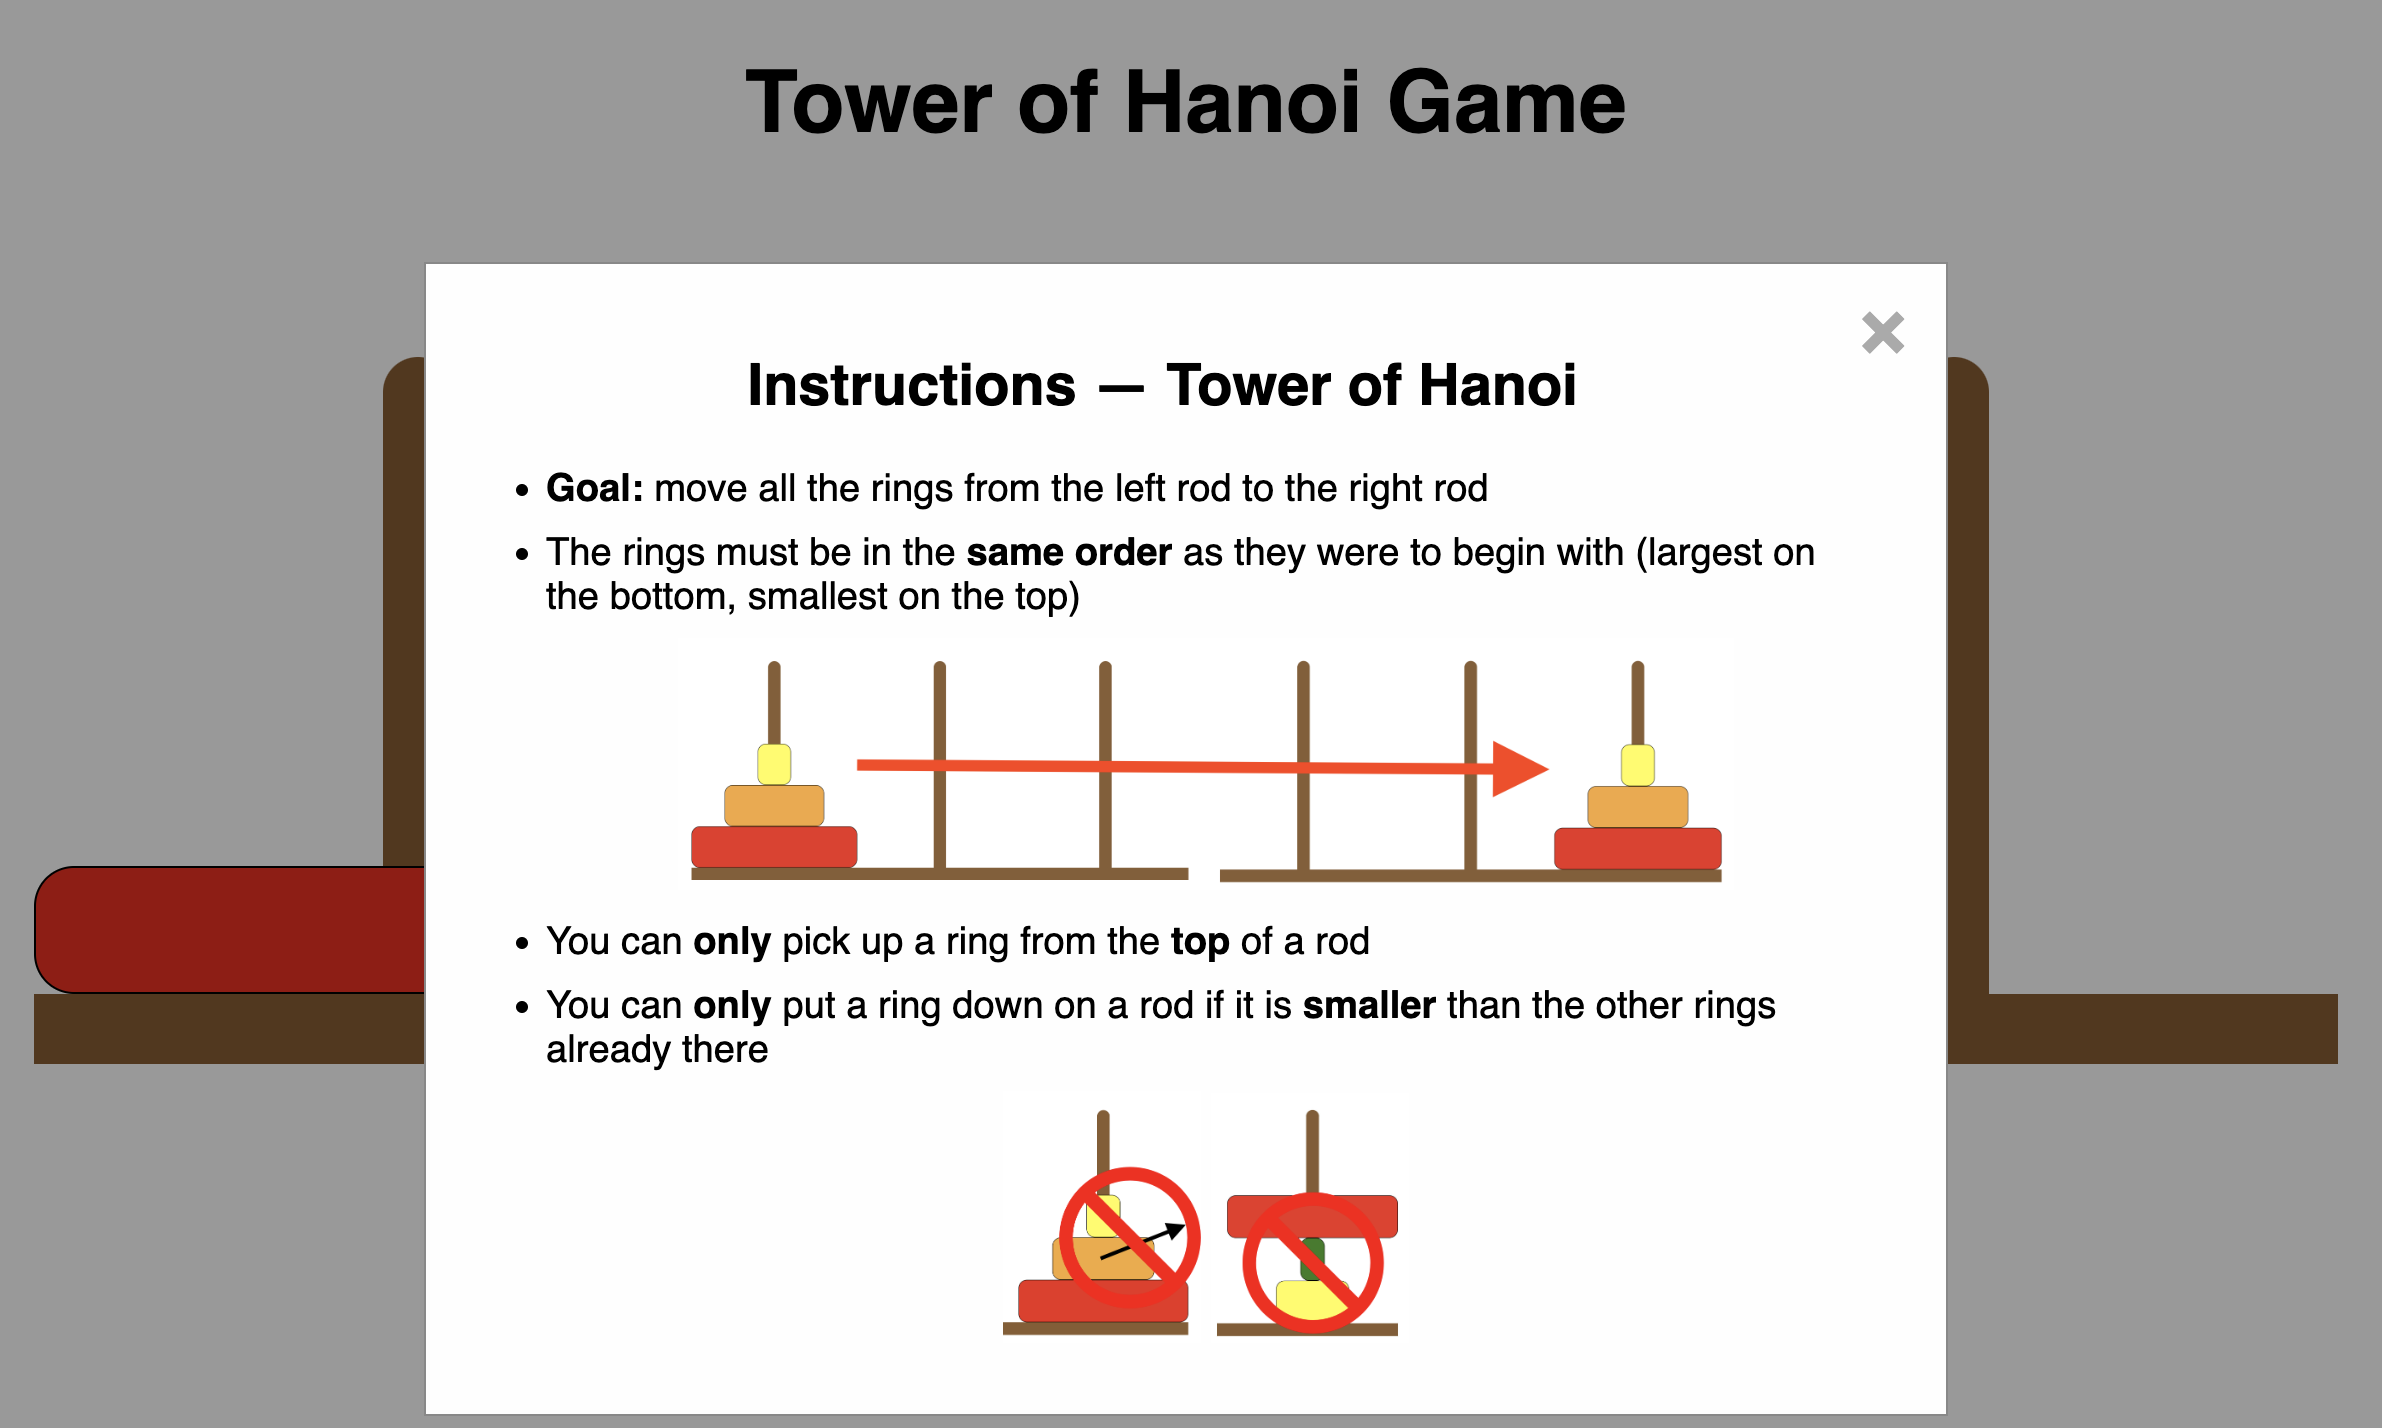 Tower of Hanoi Game
Instructions — Tower of Hanoi
• Goal: move all the rings from the left rod to the right rod
• The rings must be in the same order as they were to begin with (largest on
the bottom, smallest on the top)
• You can only pick up a ring from the top of a rod
• You can only put a ring down on a rod if it is smaller than the other rings
already there